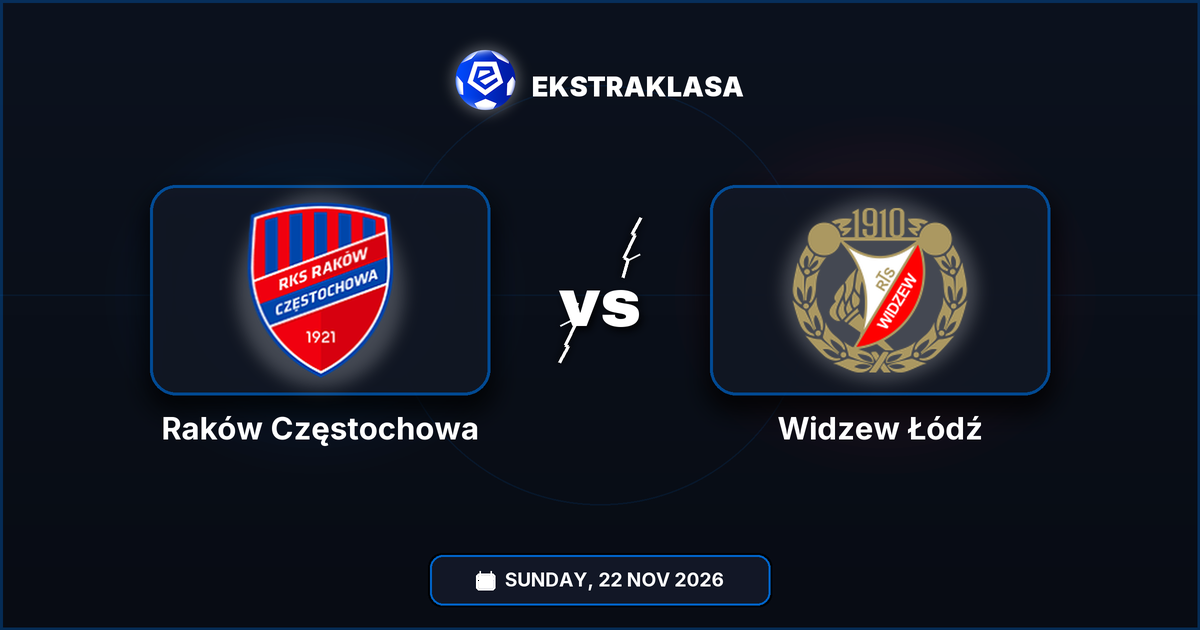 EKSTRAKLASA
RKS RAKÓW
CZĘSTOCHOWA
1921
vs
1910
RTS
WIDZEW
Raków Częstochowa
Widzew Łódź
SUNDAY, 22 NOV 2026